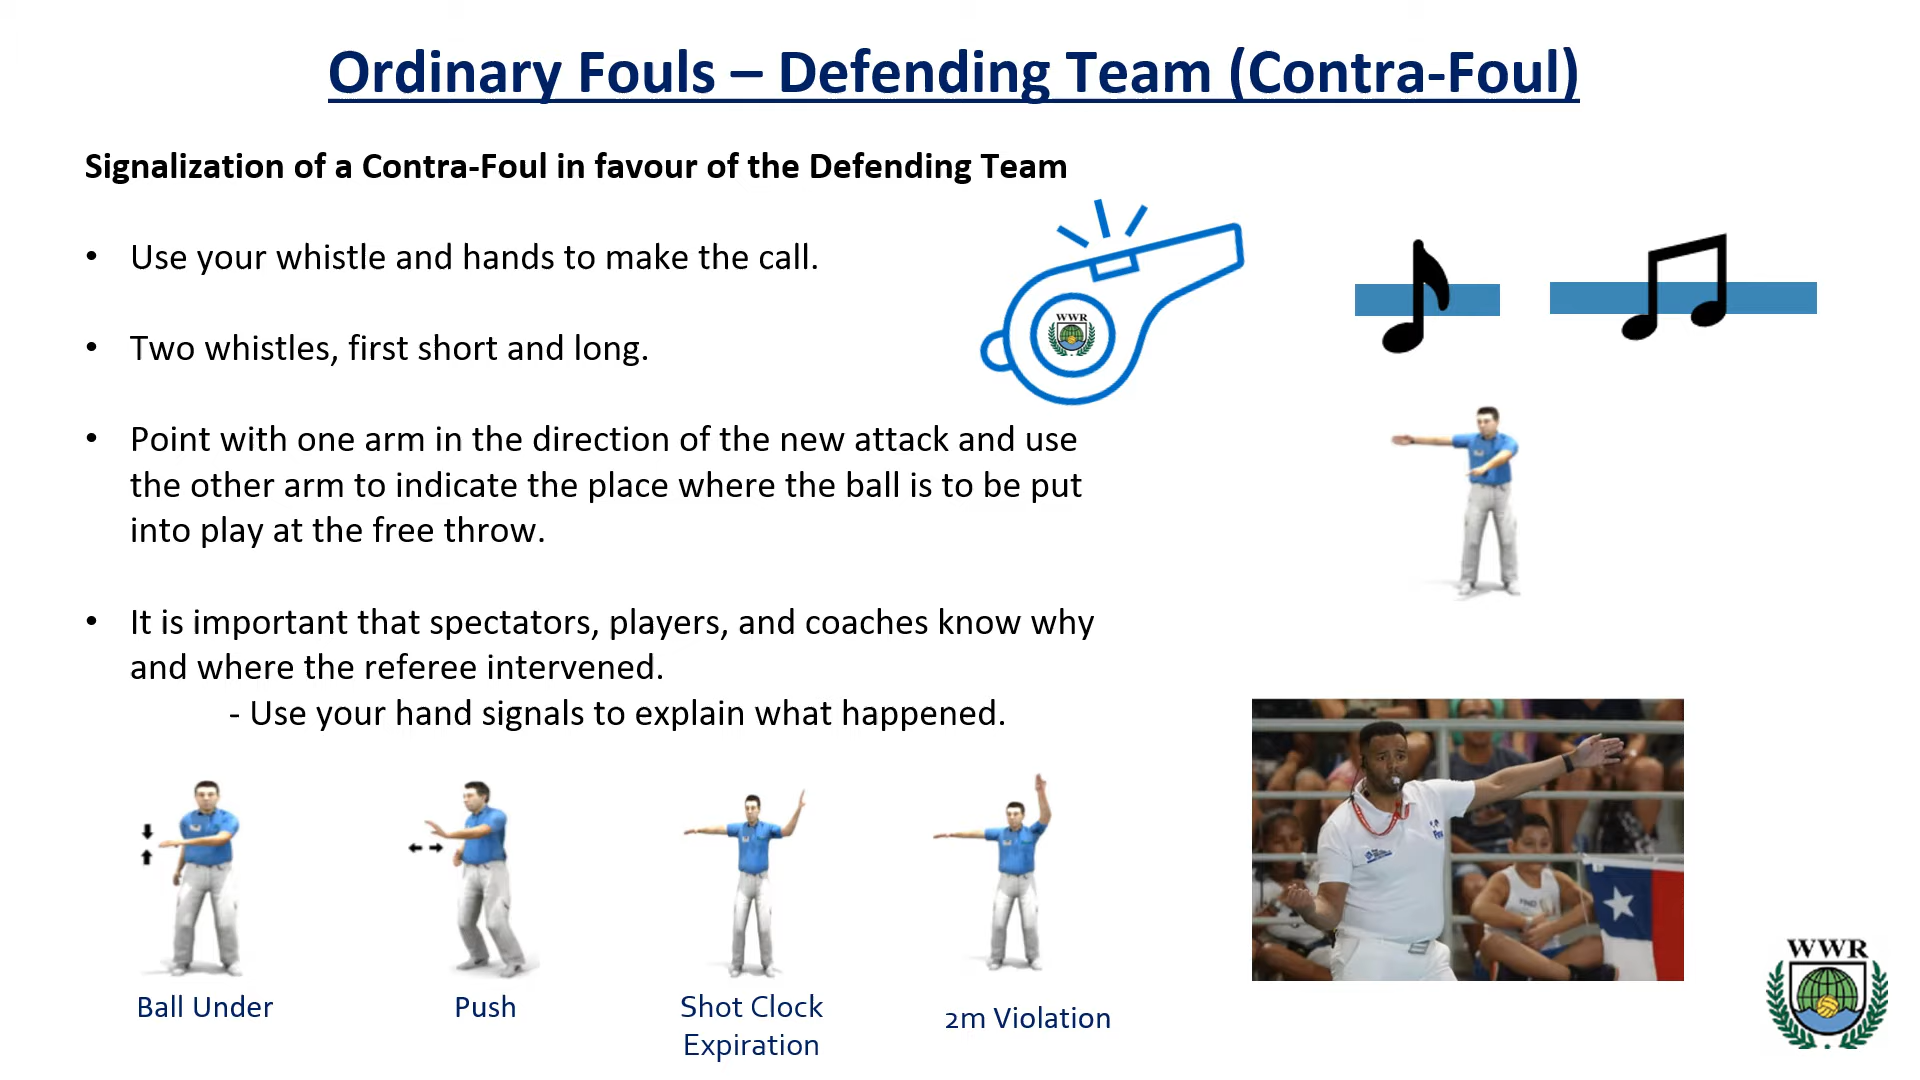 Ordinary Fouls – Defending Team (Contra-Foul)
Signalization of a Contra-Foul in favour of the Defending Team
• Use your whistle and hands to make the call.
WWR
• Two whistles, first short and long.
• Point with one arm in the direction of the new attack and use
the other arm to indicate the place where the ball is to be put
into play at the free throw.
• It is important that spectators, players, and coaches know why
and where the referee intervened.
- Use your hand signals to explain what happened.
Ball Under
Push
Shot Clock
Expiration
2m Violation
WWR